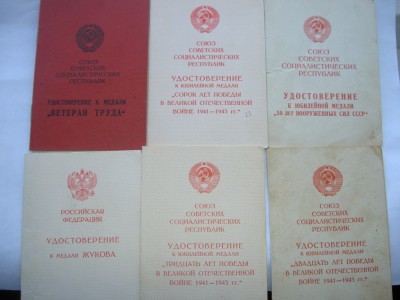 СОЮЗ
СОВЕТСКИХ
СОЦИАЛИСТИЧЕСКИХ
РЕСПУБЛИК
УДОСТОВЕРЕНИЕ К МЕДАЛИ
„ВЕТЕРАН ТРУДА“
СОЮЗ
СОВЕТСКИХ
СОЦИАЛИСТИЧЕСКИХ
РЕСПУБЛИК
УДОСТОВЕРЕНИЕ
К ЮБИЛЕЙНОЙ МЕДАЛИ
„СОРОК ЛЕТ ПОБЕДЫ
В ВЕЛИКОЙ ОТЕЧЕСТВЕННОЙ
ВОЙНЕ 1941—1945 гг.“
СОЮЗ
СОВЕТСКИХ
СОЦИАЛИСТИЧЕСКИХ
РЕСПУБЛИК
УДОСТОВЕРЕНИЕ
К ЮБИЛЕЙНОЙ МЕДАЛИ
„50 ЛЕТ ВООРУЖЕННЫХ СИЛ СССР“
РОССИЙСКАЯ
ФЕДЕРАЦИЯ
УДОСТОВЕРЕНИЕ
К МЕДАЛИ ЖУКОВА
СОЮЗ
СОВЕТСКИХ
СОЦИАЛИСТИЧЕСКИХ
РЕСПУБЛИК
УДОСТОВЕРЕНИЕ
К ЮБИЛЕЙНОЙ МЕДАЛИ
„ТРИДЦАТЬ ЛЕТ ПОБЕДЫ
В ВЕЛИКОЙ ОТЕЧЕСТВЕННОЙ
ВОЙНЕ 1941—1945 гг.“
СОЮЗ
СОВЕТСКИХ
СОЦИАЛИСТИЧЕСКИХ
РЕСПУБЛИК
УДОСТОВЕРЕНИЕ
К ЮБИЛЕЙНОЙ МЕДАЛИ
„ДВАДЦАТЬ ЛЕТ ПОБЕДЫ
В ВЕЛИКОЙ ОТЕЧЕСТВЕННОЙ
ВОЙНЕ 1941—1945 гг.“